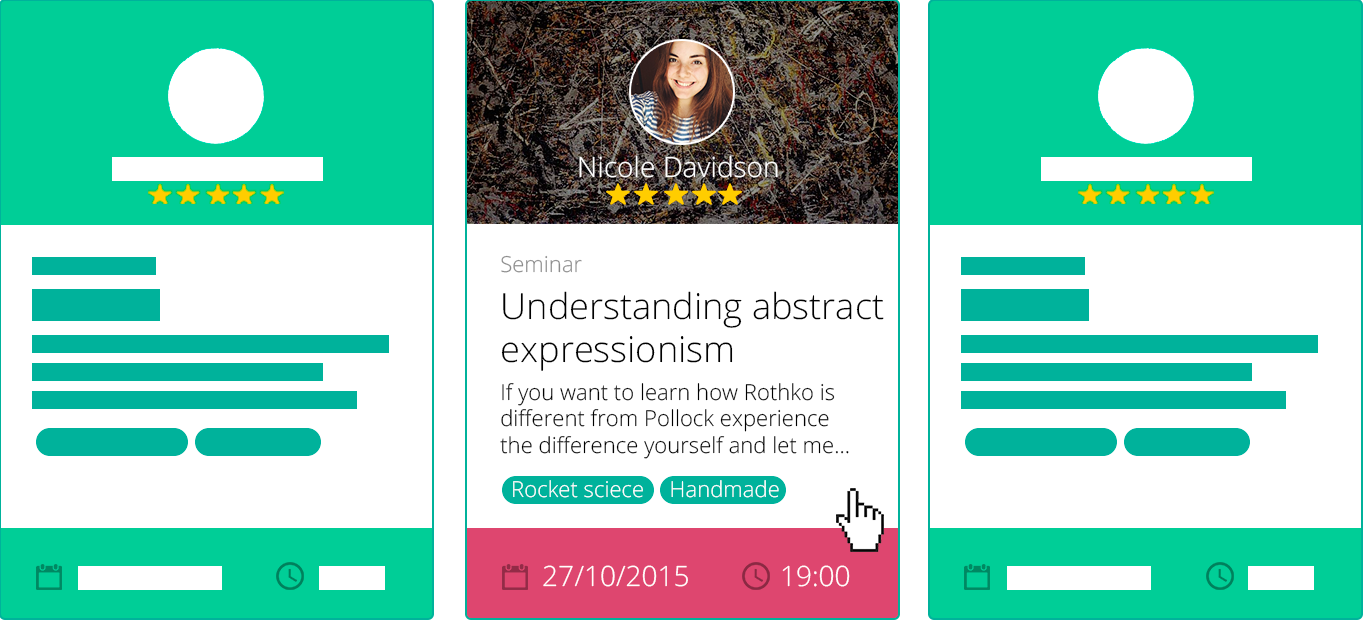 Nicole Davidson
Seminar
Understanding abstract
expressionism
If you want to learn how Rothko is
different from Pollock experience
the difference yourself and let me...
Rocket sciece Handmade
27/10/2015 19:00